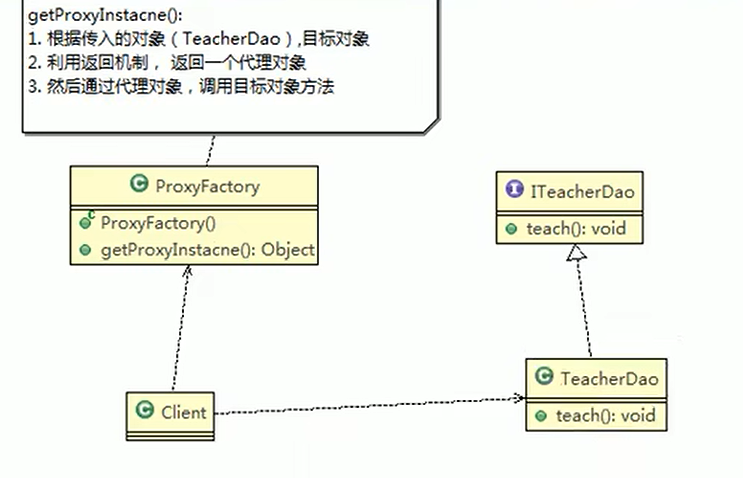 getProxyInstacne():
1. 根据传入的对象（TeacherDao）,目标对象
2. 利用返回机制， 返回一个代理对象
3. 然后通过代理对象，调用目标对象方法
C ProxyFactory
C ProxyFactory()
getProxyInstacne(): Object
I ITeacherDao
teach(): void
C TeacherDao
teach(): void
C Client